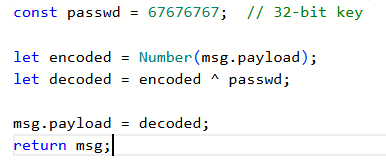 const passwd = 67676767;  // 32-bit key
let encoded = Number(msg.payload);
let decoded = encoded ^ passwd;
msg.payload = decoded;
return msg;